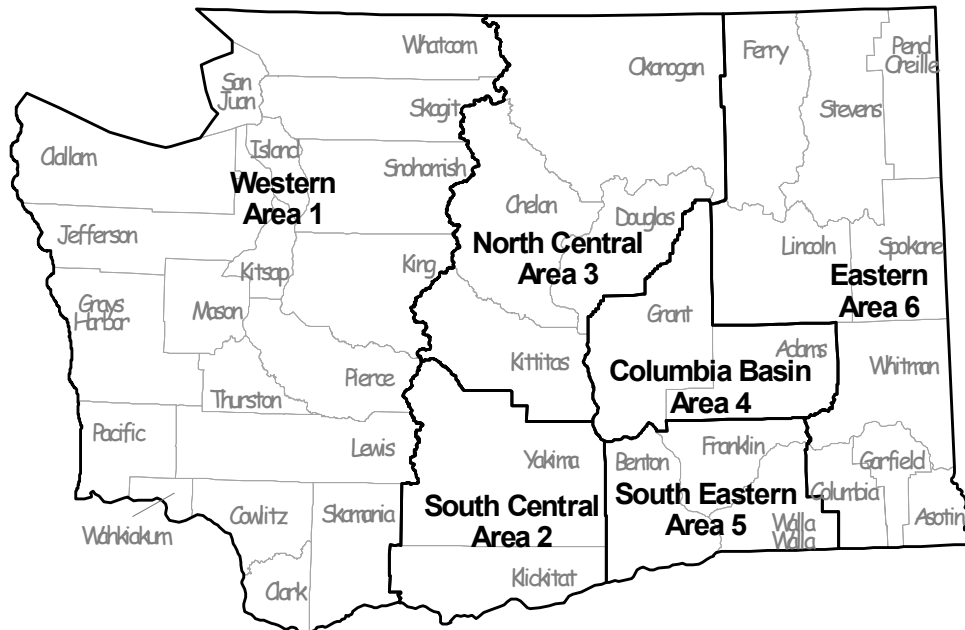 Whatcom
Okanogan
Ferry
Pend
Oreille
San
Juan
Skagit
Stevens
Clallam
Island
Snohomish
Western
Area 1
Chelan
Douglas
Jefferson
North Central
Area 3
Lincoln
Spokane
Eastern
Area 6
King
Kitsap
Grays
Harbor
Mason
Grant
Adams
Whitman
Kittitas
Columbia Basin
Area 4
Pierce
Thurston
Pacific
Lewis
Yakima
Benton
Franklin
Garfield
Columbia
South Central
Area 2
South Eastern
Area 5
Walla
Walla
Asotin
Wahkiakum
Cowlitz
Skamania
Clark
Klickitat